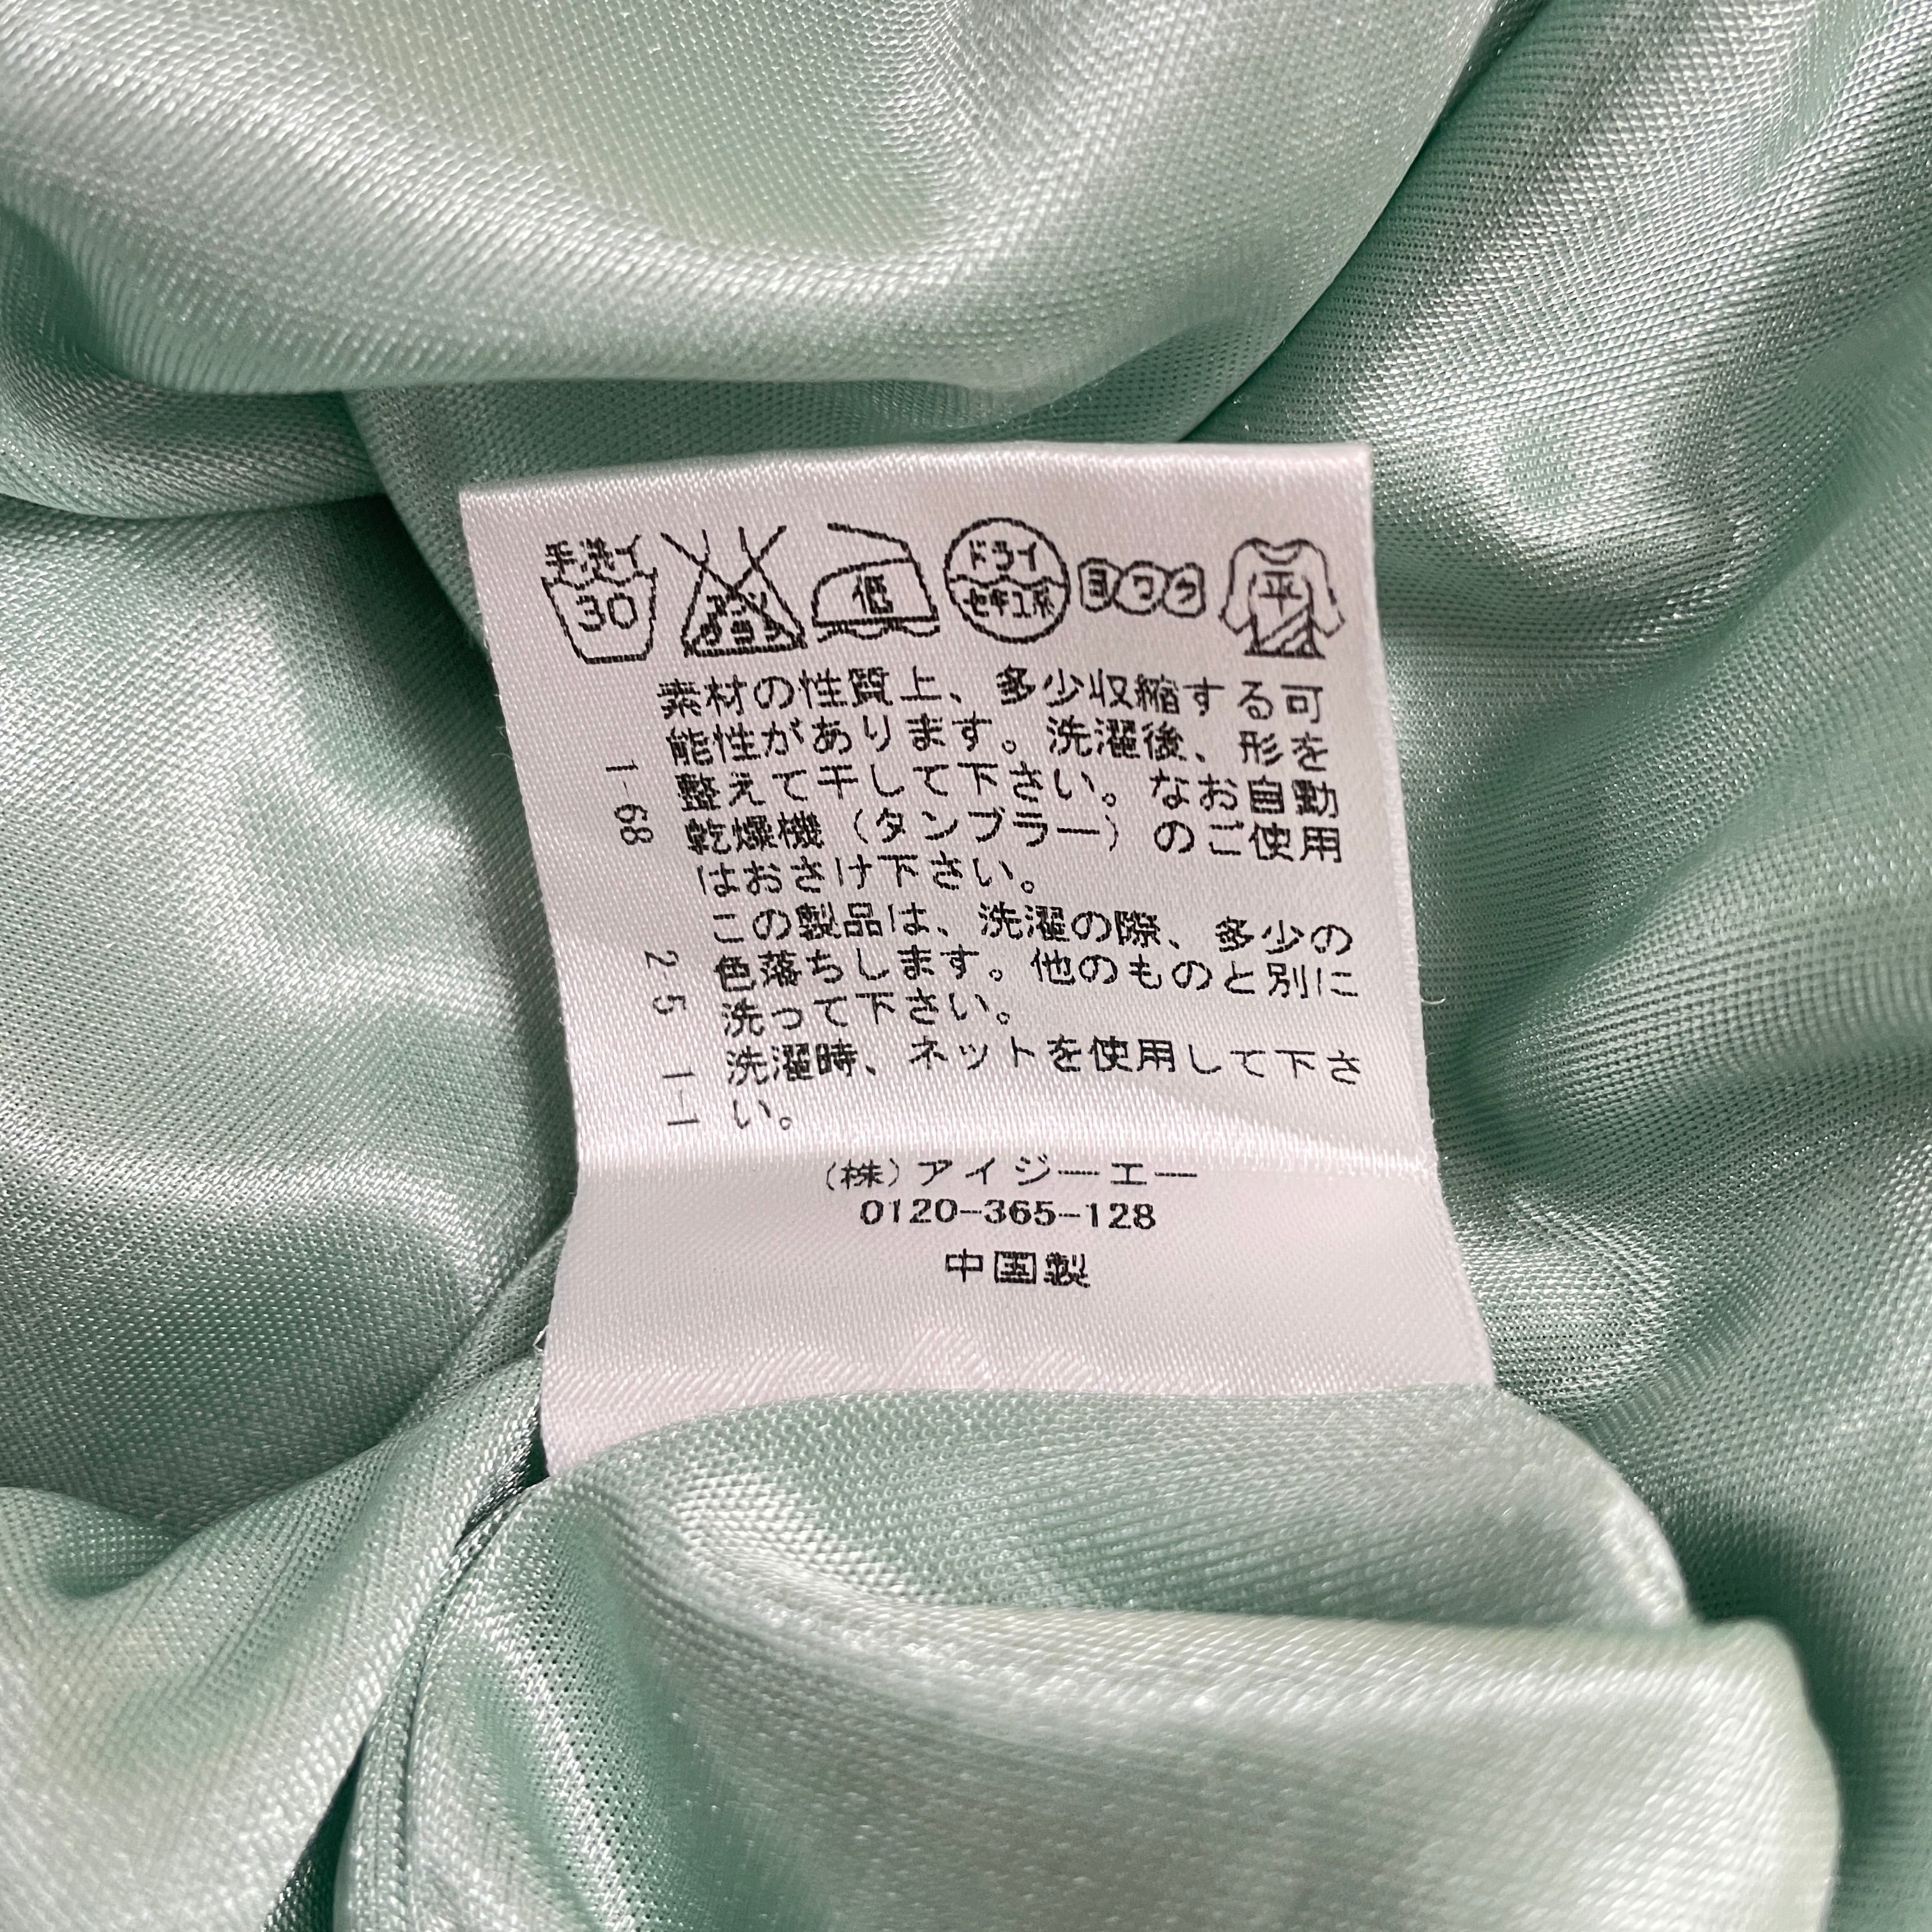 手洗イ 30 エンソサラシ 低 ドライ セキユ系 ヨワク 平
素材の性質上、多少収縮する可
能性があります。洗濯後、形を
1-68 整えて干して下さい。なお自動
乾燥機（タンブラー）のご使用
はおさけ下さい。
この製品は、洗濯の際、多少の
25 色落ちします。他のものと別に
洗って下さい。
洗濯時、ネットを使用して下さ
1-1 い。
（株）アイジーエー
0120-365-128
中国製